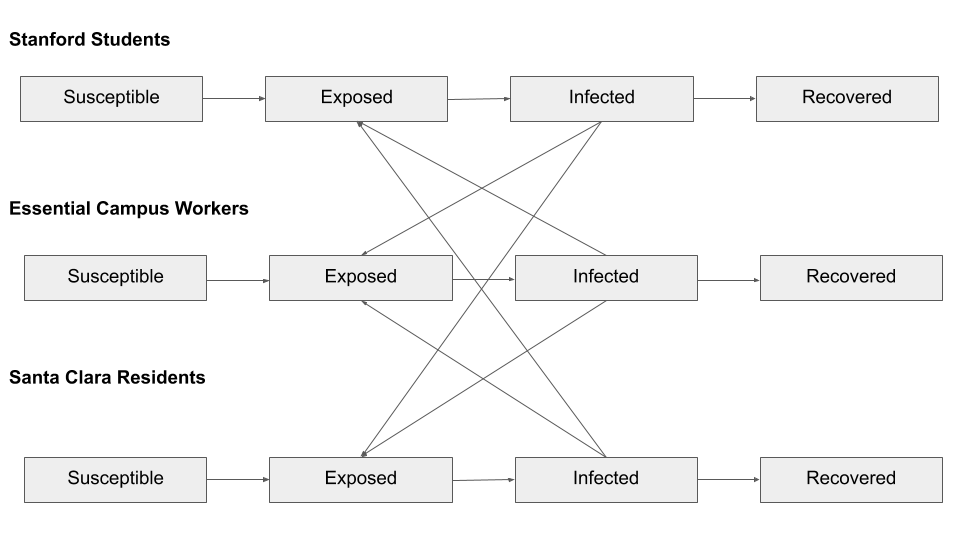 Stanford Students
Susceptible Exposed Infected Recovered
Essential Campus Workers
Susceptible Exposed Infected Recovered
Santa Clara Residents
Susceptible Exposed Infected Recovered